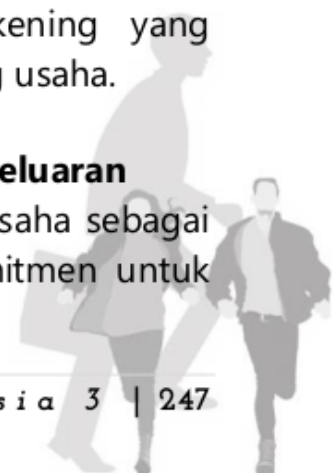 kening yang
g usaha.
eluaran
saha sebagai
nitmen untuk
s i a 3 | 247